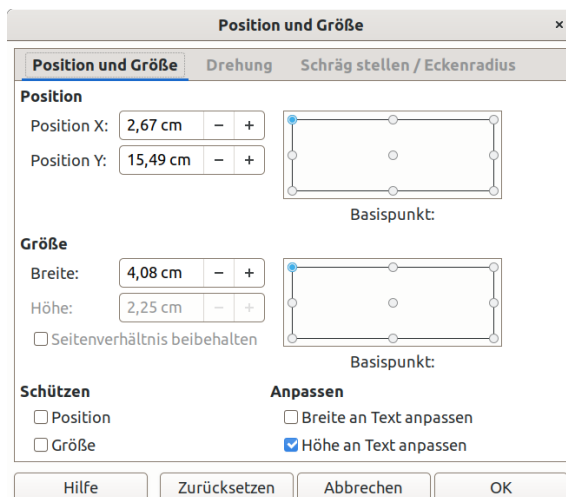 Position und Größe ×
Position und Größe Drehung Schräg stellen / Eckenradius
Position
Position X: 2,67 cm − +
Position Y: 15,49 cm − +
Basispunkt:
Größe
Breite: 4,08 cm − +
Höhe: 2,25 cm − +
Seitenverhältnis beibehalten
Basispunkt:
Schützen Anpassen
Position Breite an Text anpassen
Größe Höhe an Text anpassen
Hilfe Zurücksetzen Abbrechen OK